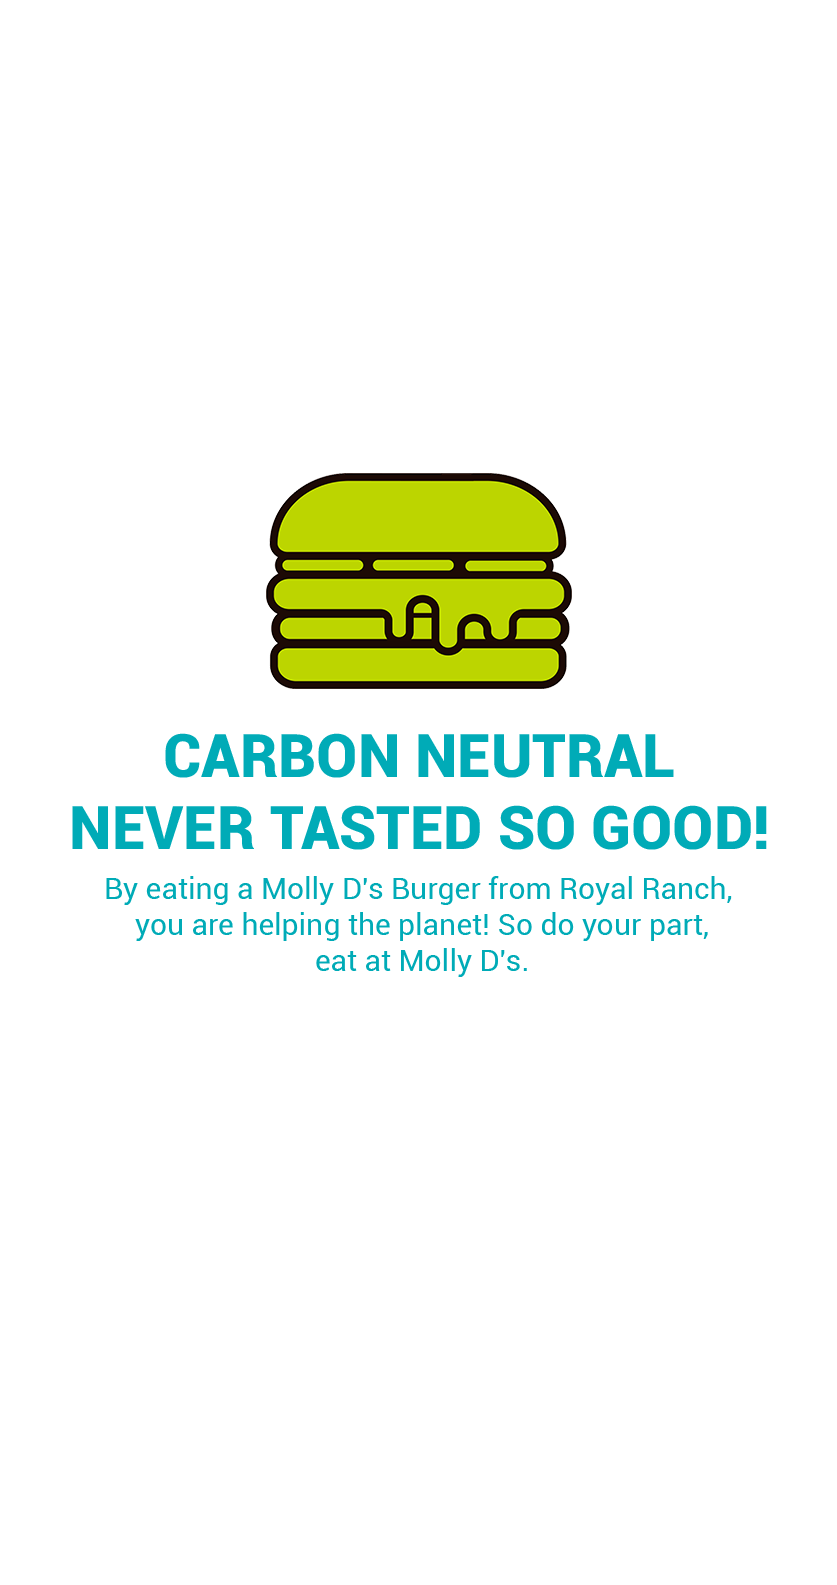 CARBON NEUTRAL
NEVER TASTED SO GOOD!
By eating a Molly D's Burger from Royal Ranch,
you are helping the planet! So do your part,
eat at Molly D's.